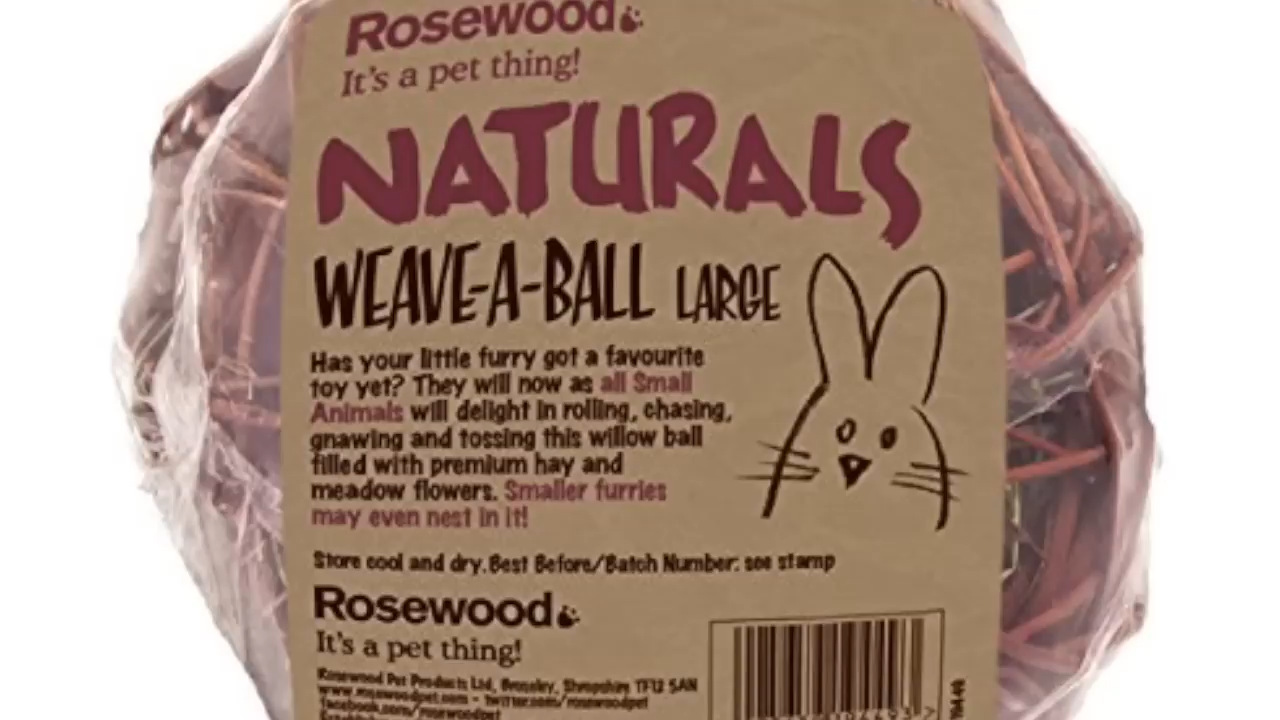 Rosewood
It's a pet thing!
NATURALS
WEAVE-A-BALL LARGE
Has your little furry got a favourite
toy yet? They will now as all Small
Animals will delight in rolling, chasing,
gnawing and tossing this willow ball
filled with premium hay and
meadow flowers. Smaller furries
may even nest in it!
Store cool and dry. Best Before/Batch Number: see stamp
Rosewood
It's a pet thing!
Rosewood Pet Products Ltd, Broseley, Shropshire TF12 5AN
www.rosewoodpet.com - twitter.com/rosewoodpet
facebook.com/rosewoodpet